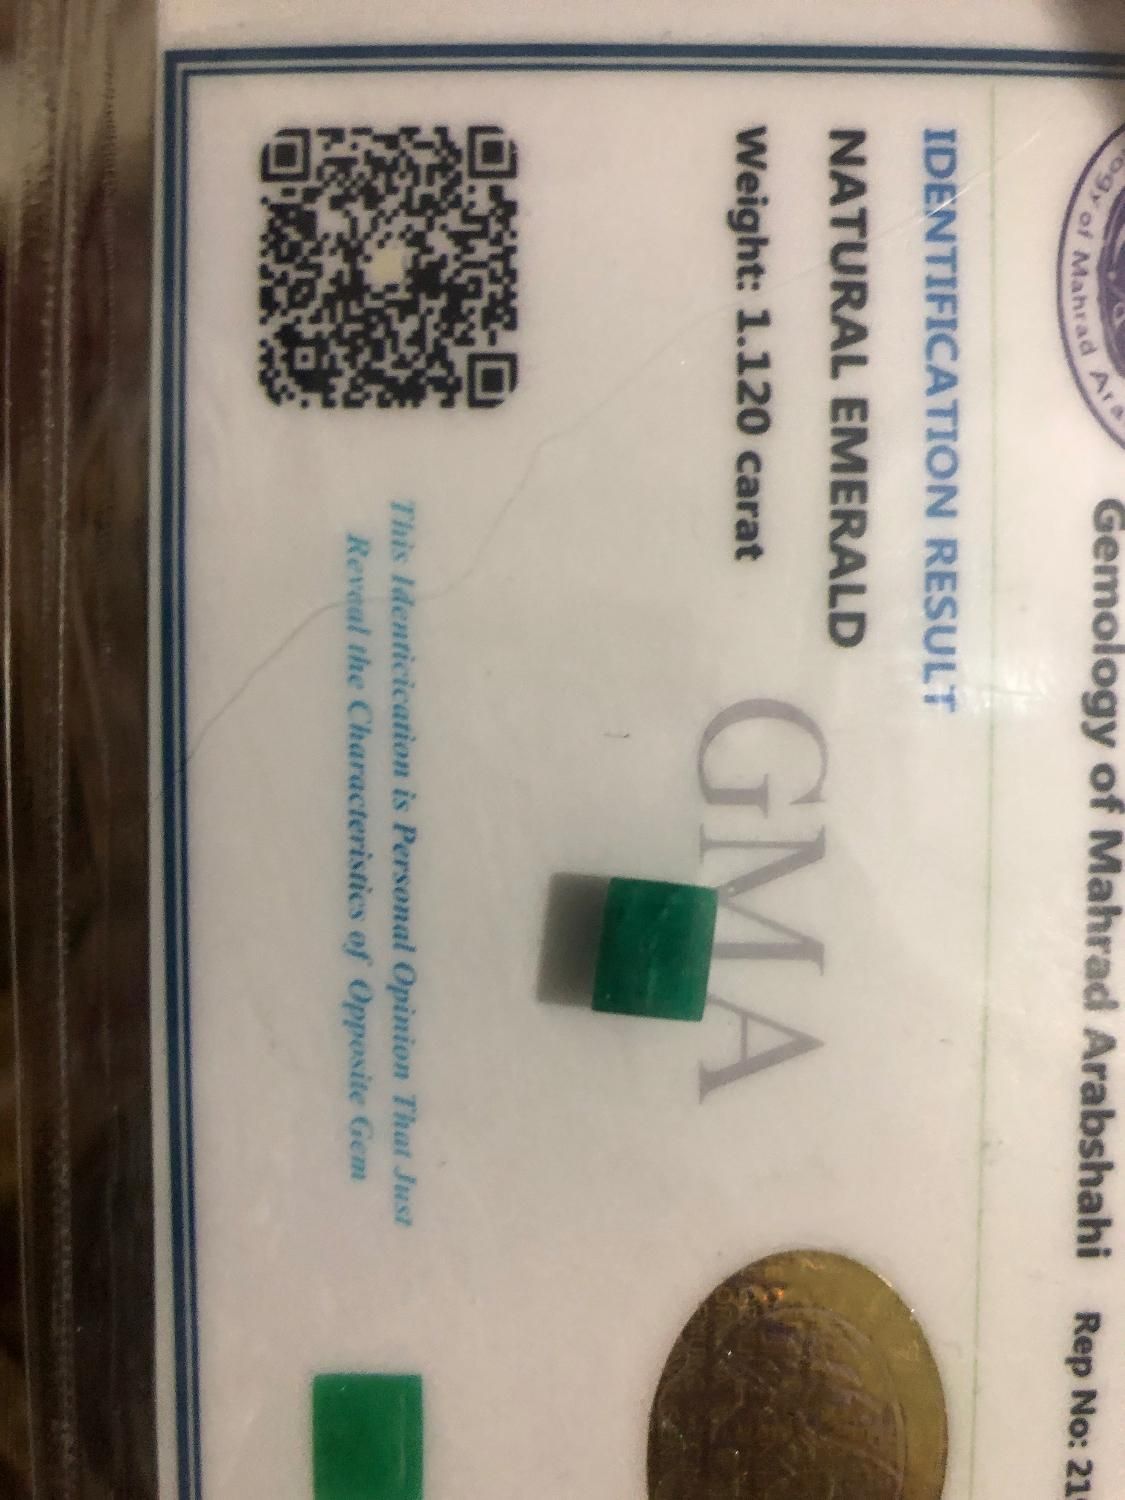 ogy of Mahrad Ara
Gemology of Mahrad Arabshahi Rep No: 21
IDENTIFICATION RESULT
NATURAL EMERALD
Weight: 1.120 carat
GMA
This Identicication is Personal Opinion That Just
Reveal the Characteristics of Opposite Gem